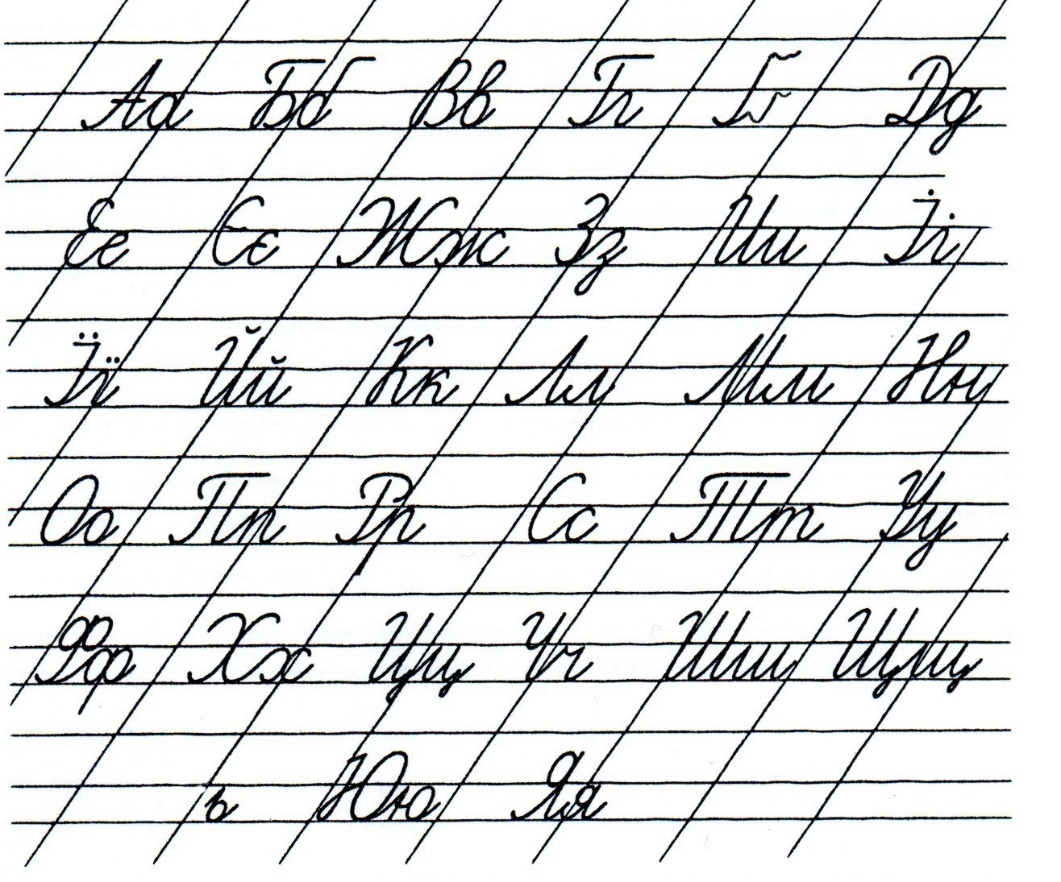 Аа Бб Вв Гг Ґґ Дд
Ее Єє Жж Зз Ии Іі
Її Йй Кк Лл Мм Нн
Оо Пп Рр Сс Тт Уу
Фф Хх Цц Чч Шш Щщ
ь Юю Яя